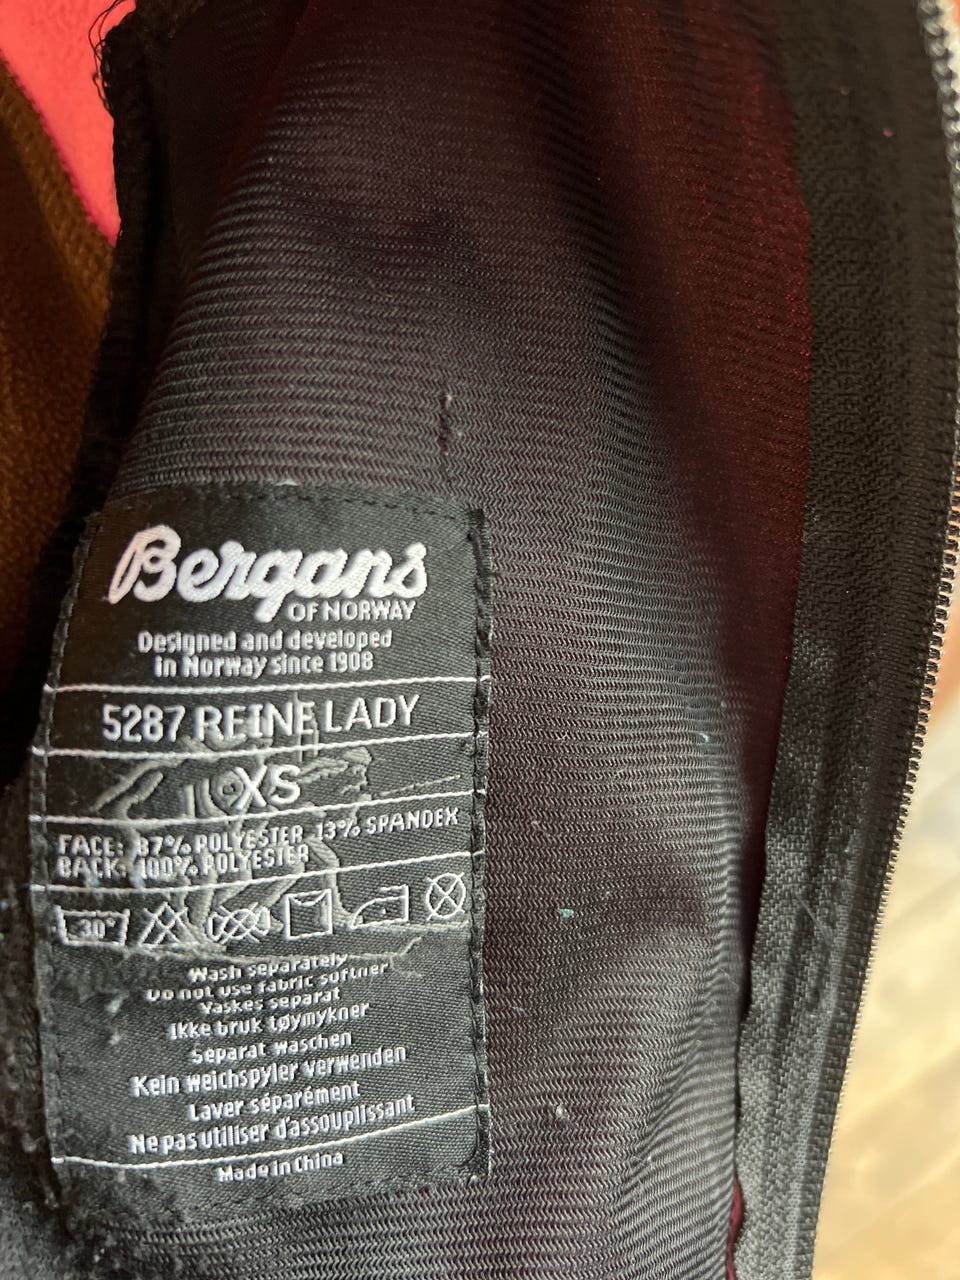 Bergans
OF NORWAY
Designed and developed
in Norway since 1908
5287 REINE LADY
XS
FACE: 87% POLYESTER 13% SPANDEX
BACK: 100% POLYESTER
30°
Wash separately
Do not use fabric softner
Vaskes separat
Ikke bruk tøymykner
Separat waschen
Kein weichspyler verwenden
Laver séparément
Ne pas utiliser d'assouplissant
Made in China